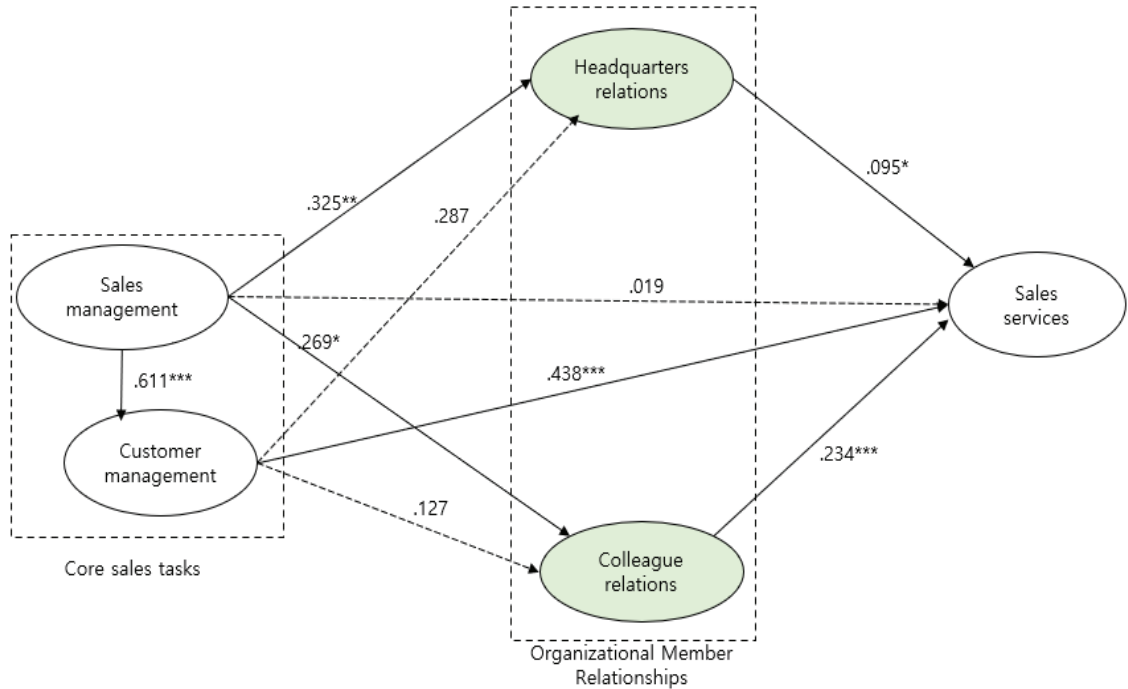 Headquarters
relations
.095*
.325**
.287
Sales
management
.019
Sales
services
.269*
.611***
.438***
Customer
management
.234***
.127
Colleague
relations
Core sales tasks
Organizational Member
Relationships